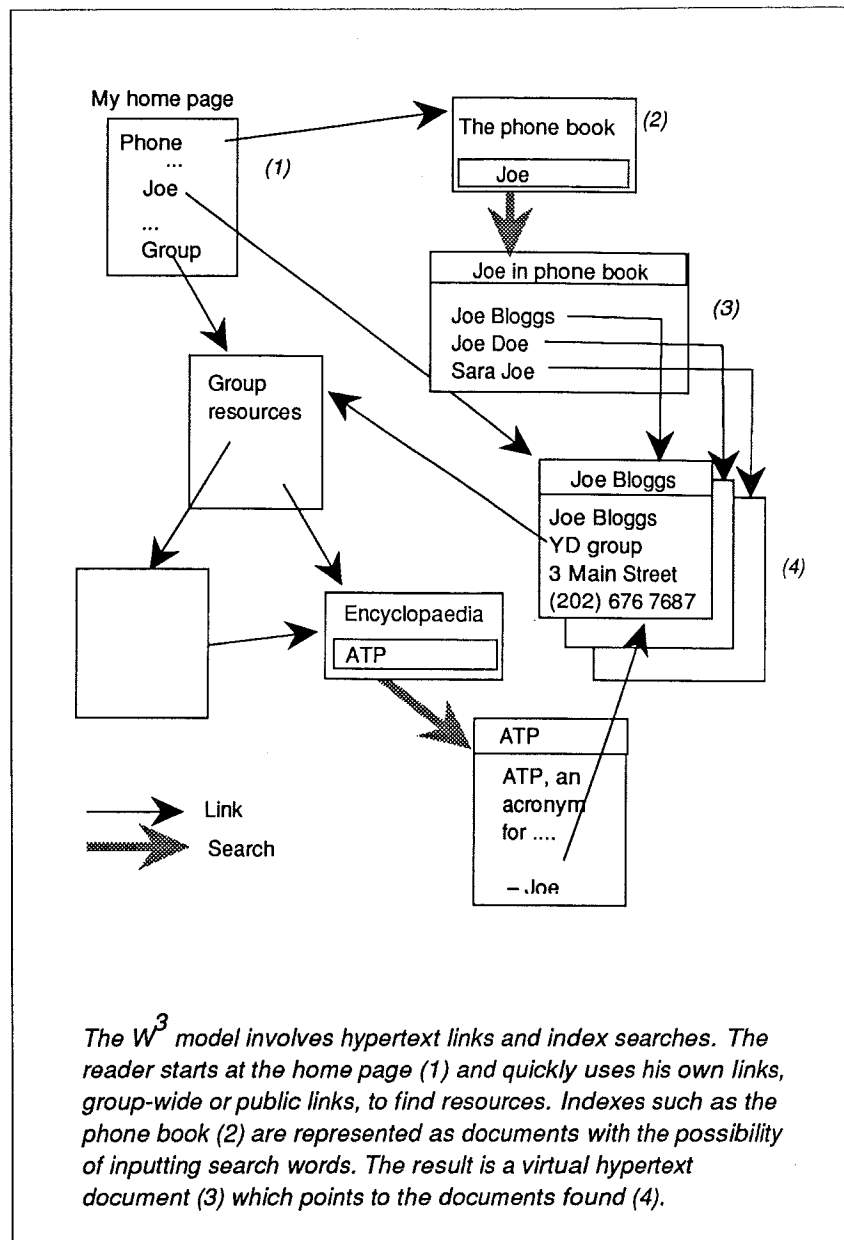 My home page
Phone
...
Joe
...
Group
(1)
The phone book
Joe
(2)
Joe in phone book
Joe Bloggs
Joe Doe
Sara Joe
(3)
Group
resources
Joe Bloggs
Joe Bloggs
YD group
3 Main Street
(202) 676 7687
(4)
Encyclopaedia
ATP
ATP
ATP, an
acronym
for ....
– Joe
Link
Search
The W³ model involves hypertext links and index searches. The
reader starts at the home page (1) and quickly uses his own links,
group-wide or public links, to find resources. Indexes such as the
phone book (2) are represented as documents with the possibility
of inputting search words. The result is a virtual hypertext
document (3) which points to the documents found (4).